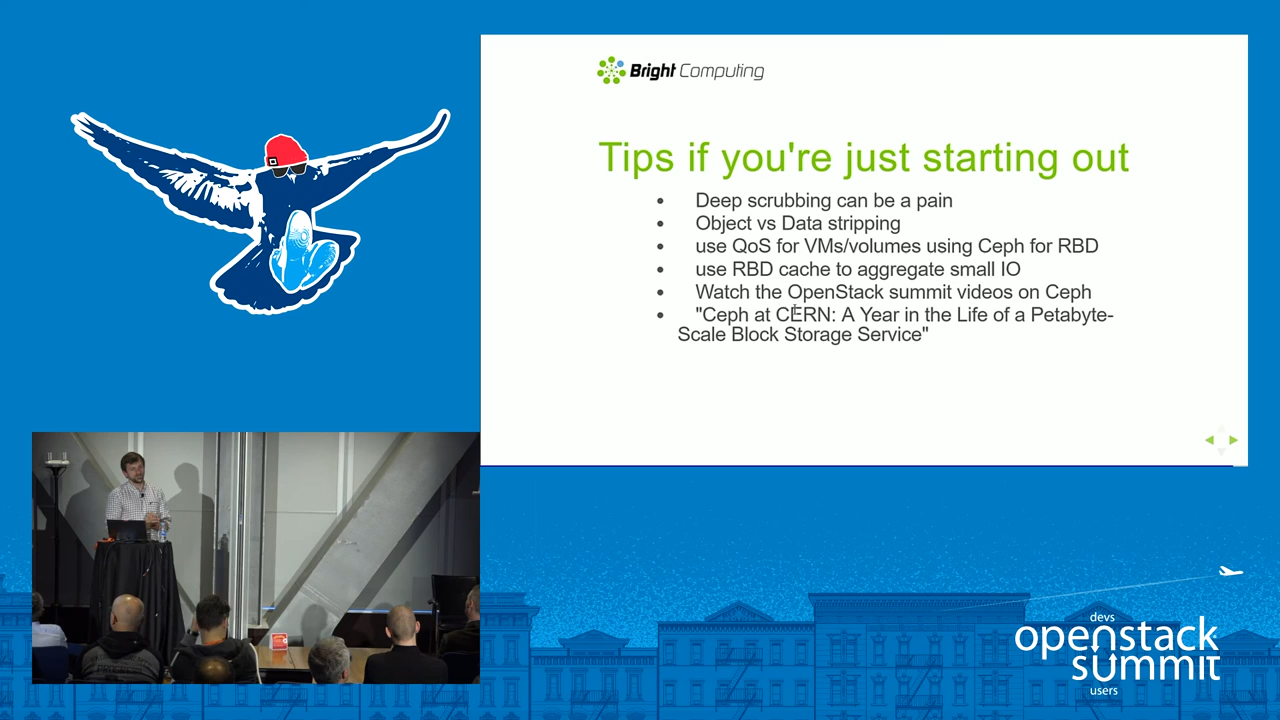 Bright Computing
Tips if you're just starting out
• Deep scrubbing can be a pain
• Object vs Data stripping
• use QoS for VMs/volumes using Ceph for RBD
• use RBD cache to aggregate small IO
• Watch the OpenStack summit videos on Ceph
• "Ceph at CERN: A Year in the Life of a Petabyte-
Scale Block Storage Service"
devs
openstack
summit
users